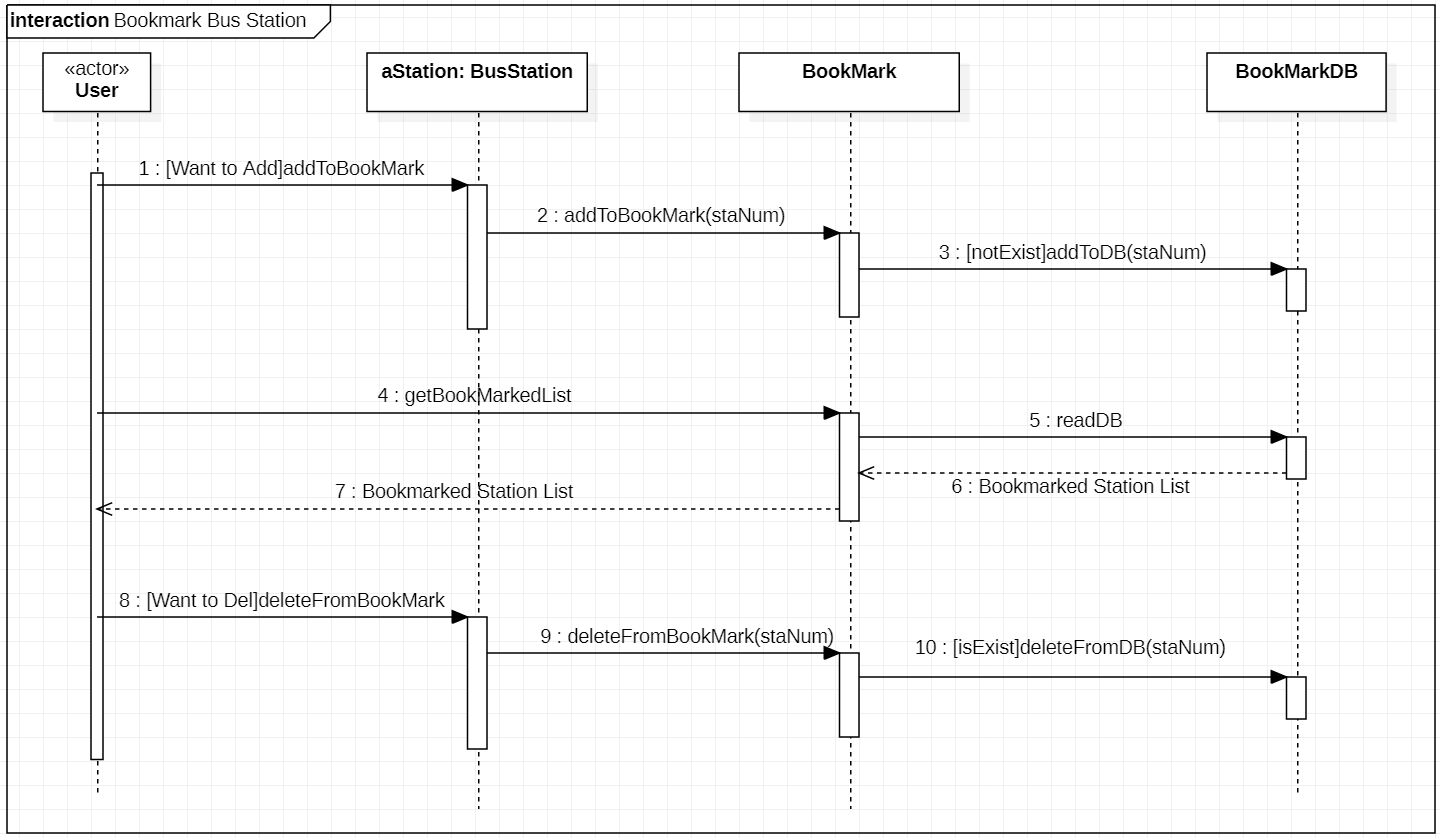 interaction Bookmark Bus Station
«actor»
User
aStation: BusStation
BookMark
BookMarkDB
1 : [Want to Add]addToBookMark
2 : addToBookMark(staNum)
3 : [notExist]addToDB(staNum)
4 : getBookMarkedList
5 : readDB
6 : Bookmarked Station List
7 : Bookmarked Station List
8 : [Want to Del]deleteFromBookMark
9 : deleteFromBookMark(staNum)
10 : [isExist]deleteFromDB(staNum)